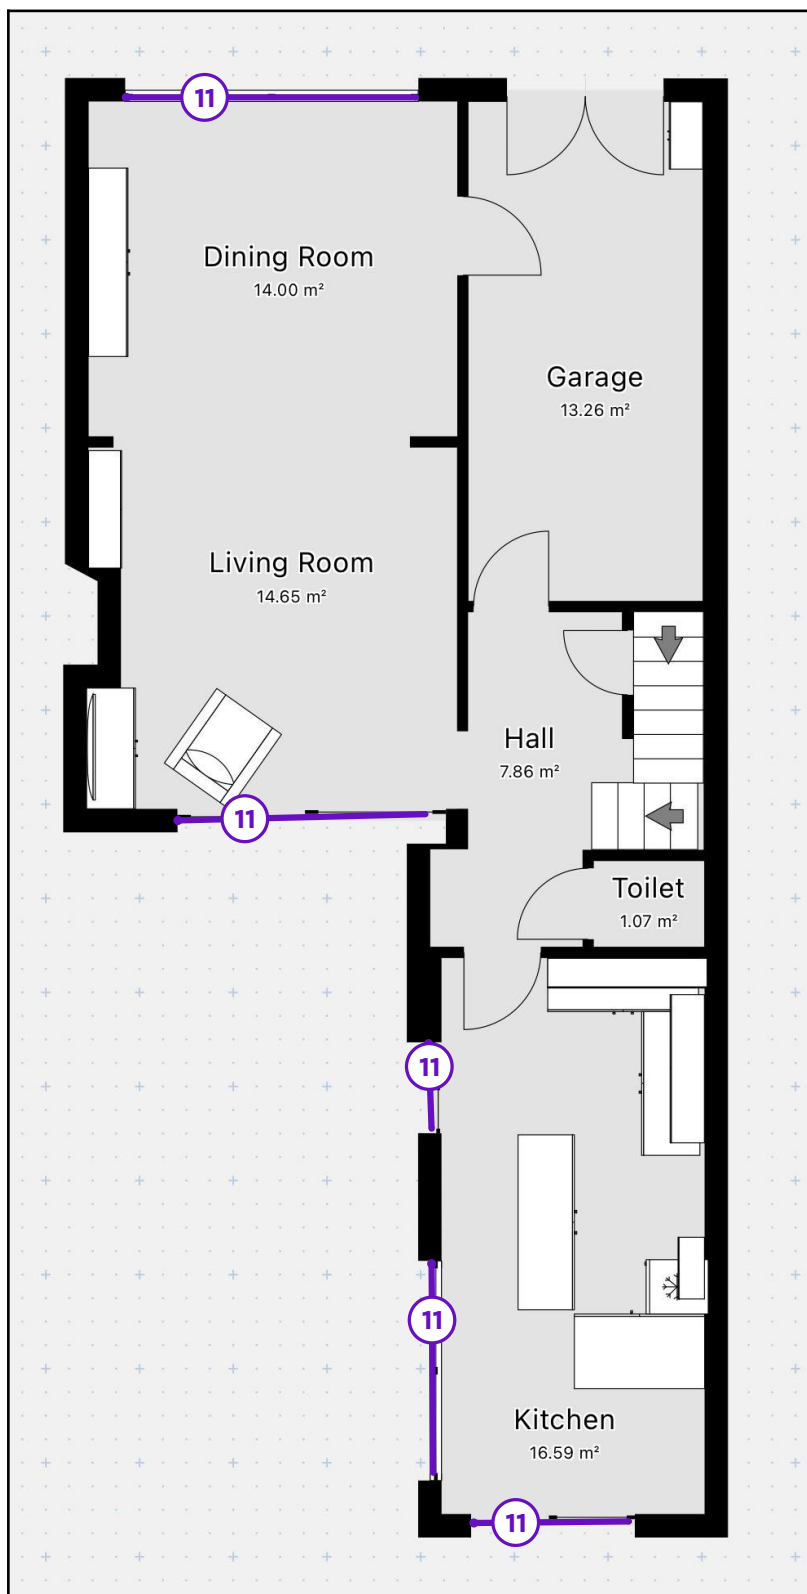 11
Dining Room
14.00 m²
Garage
13.26 m²
Living Room
14.65 m²
Hall
7.86 m²
11
Toilet
1.07 m²
11
11
Kitchen
16.59 m²
11